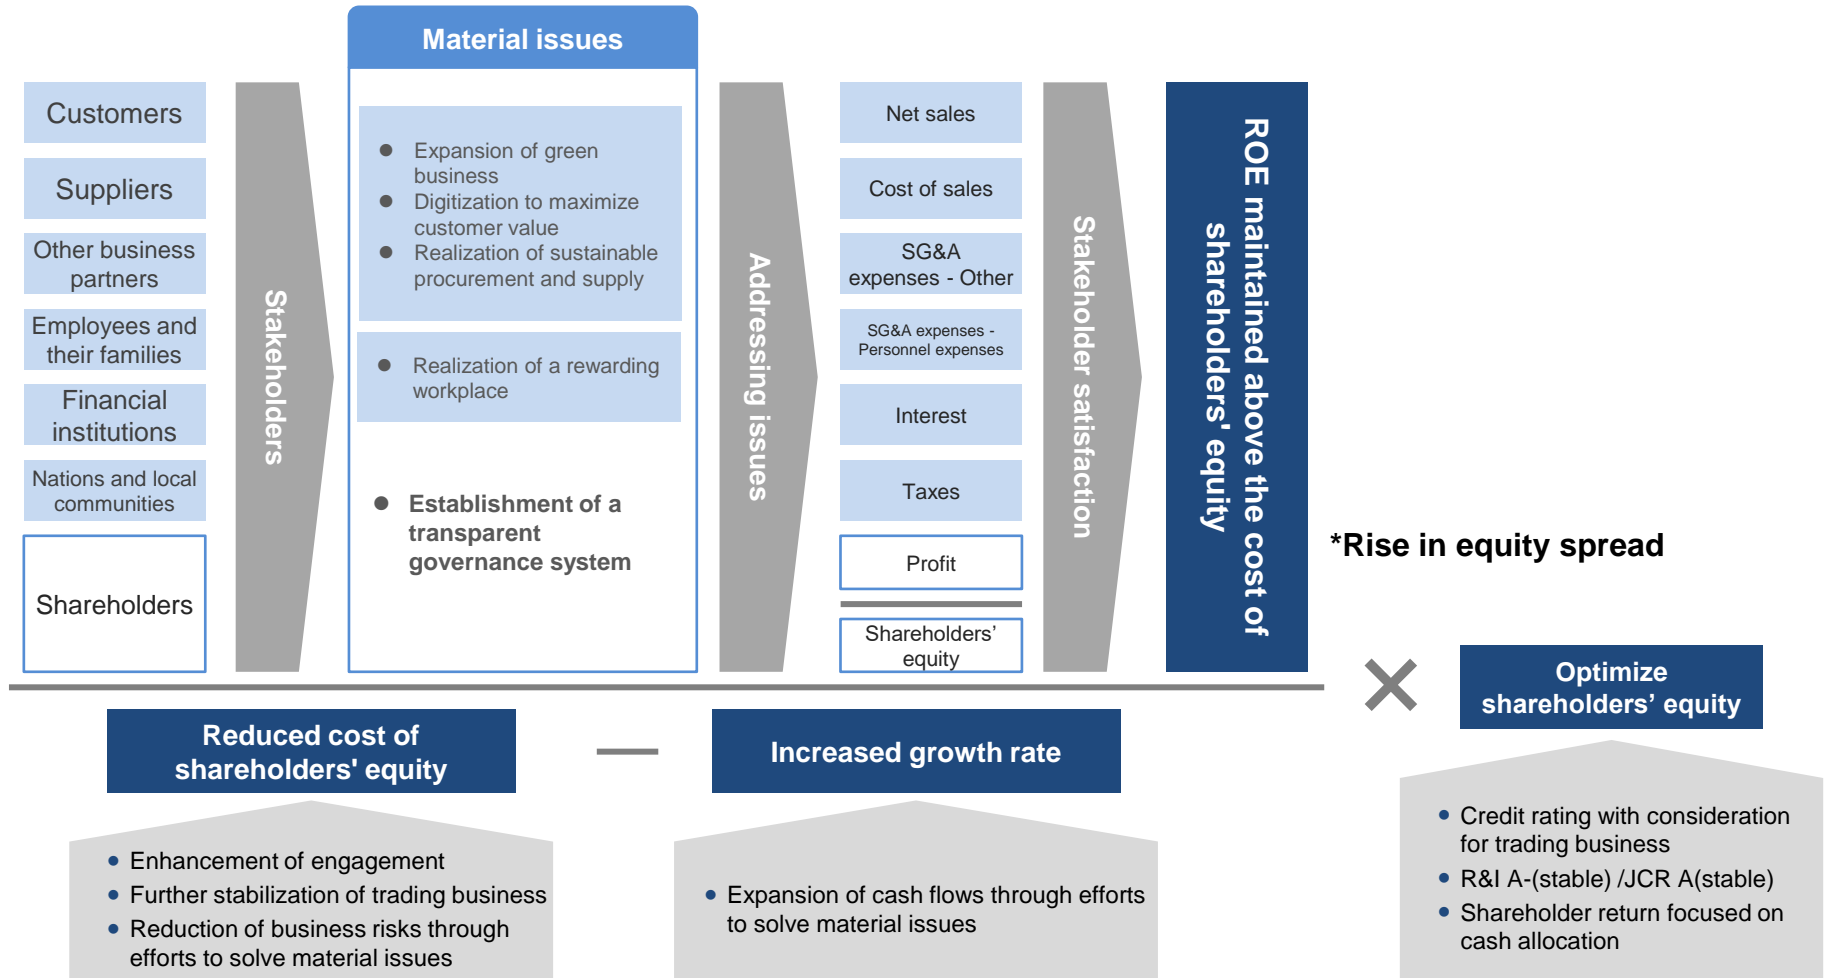 Material issues
Customers
Suppliers
Other business
partners
Employees and
their families
Financial
institutions
Nations and local
communities
Shareholders
Stakeholders
● Expansion of green
business
● Digitization to maximize
customer value
● Realization of sustainable
procurement and supply
● Realization of a rewarding
workplace
● Establishment of a
transparent
governance system
Addressing issues
Net sales
Cost of sales
SG&A
expenses - Other
SG&A expenses -
Personnel expenses
Interest
Taxes
Profit
Shareholders’
equity
Stakeholder satisfaction
ROE maintained above the cost of
shareholders' equity
*Rise in equity spread
×
Optimize
shareholders’ equity
Reduced cost of
shareholders' equity
—
Increased growth rate
• Enhancement of engagement
• Further stabilization of trading business
• Reduction of business risks through
efforts to solve material issues
• Expansion of cash flows through efforts
to solve material issues
• Credit rating with consideration
for trading business
• R&I A-(stable) /JCR A(stable)
• Shareholder return focused on
cash allocation